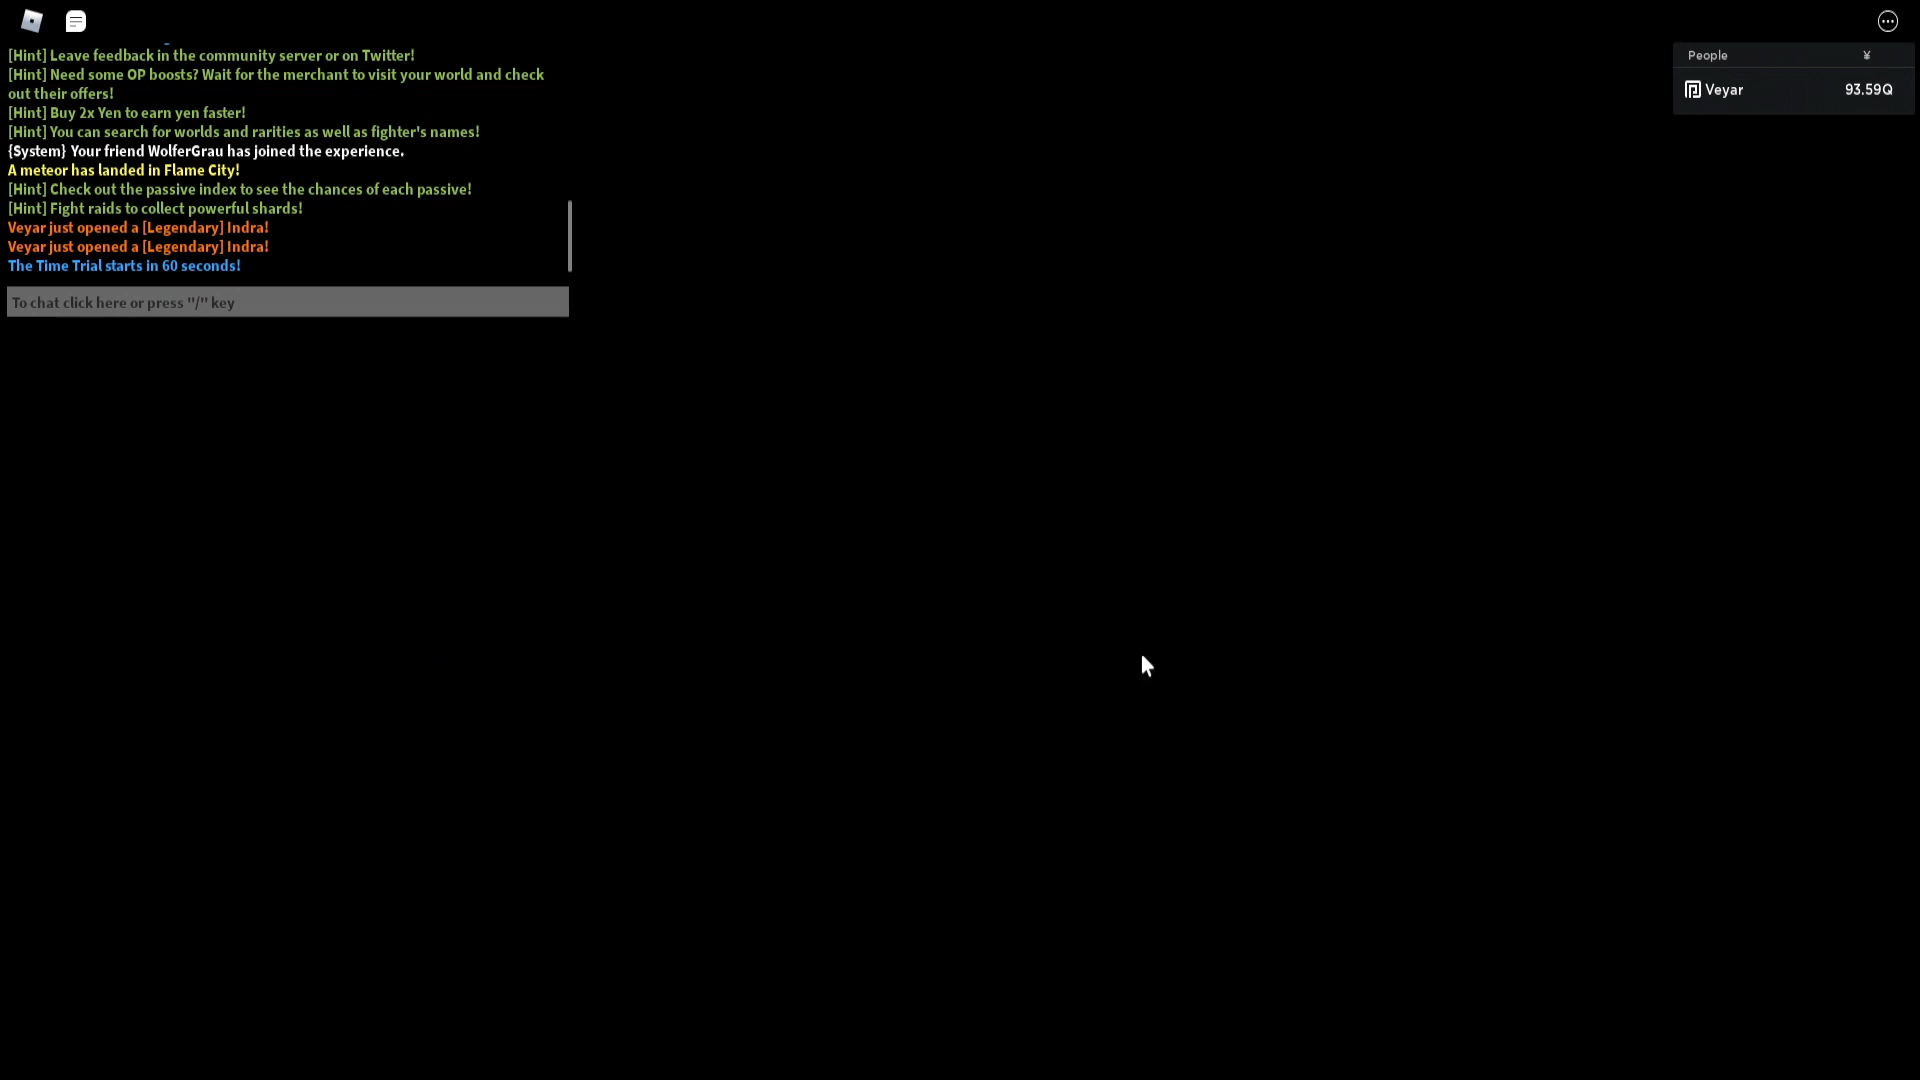 [Hint] Leave feedback in the community server or on Twitter!
[Hint] Need some OP boosts? Wait for the merchant to visit your world and check
out their offers!
[Hint] Buy 2x Yen to earn yen faster!
[Hint] You can search for worlds and rarities as well as fighter's names!
{System} Your friend WolferGrau has joined the experience.
A meteor has landed in Flame City!
[Hint] Check out the passive index to see the chances of each passive!
[Hint] Fight raids to collect powerful shards!
Veyar just opened a [Legendary] Indra!
Veyar just opened a [Legendary] Indra!
The Time Trial starts in 60 seconds!
To chat click here or press "/" key
People ¥
Veyar 93.59Q